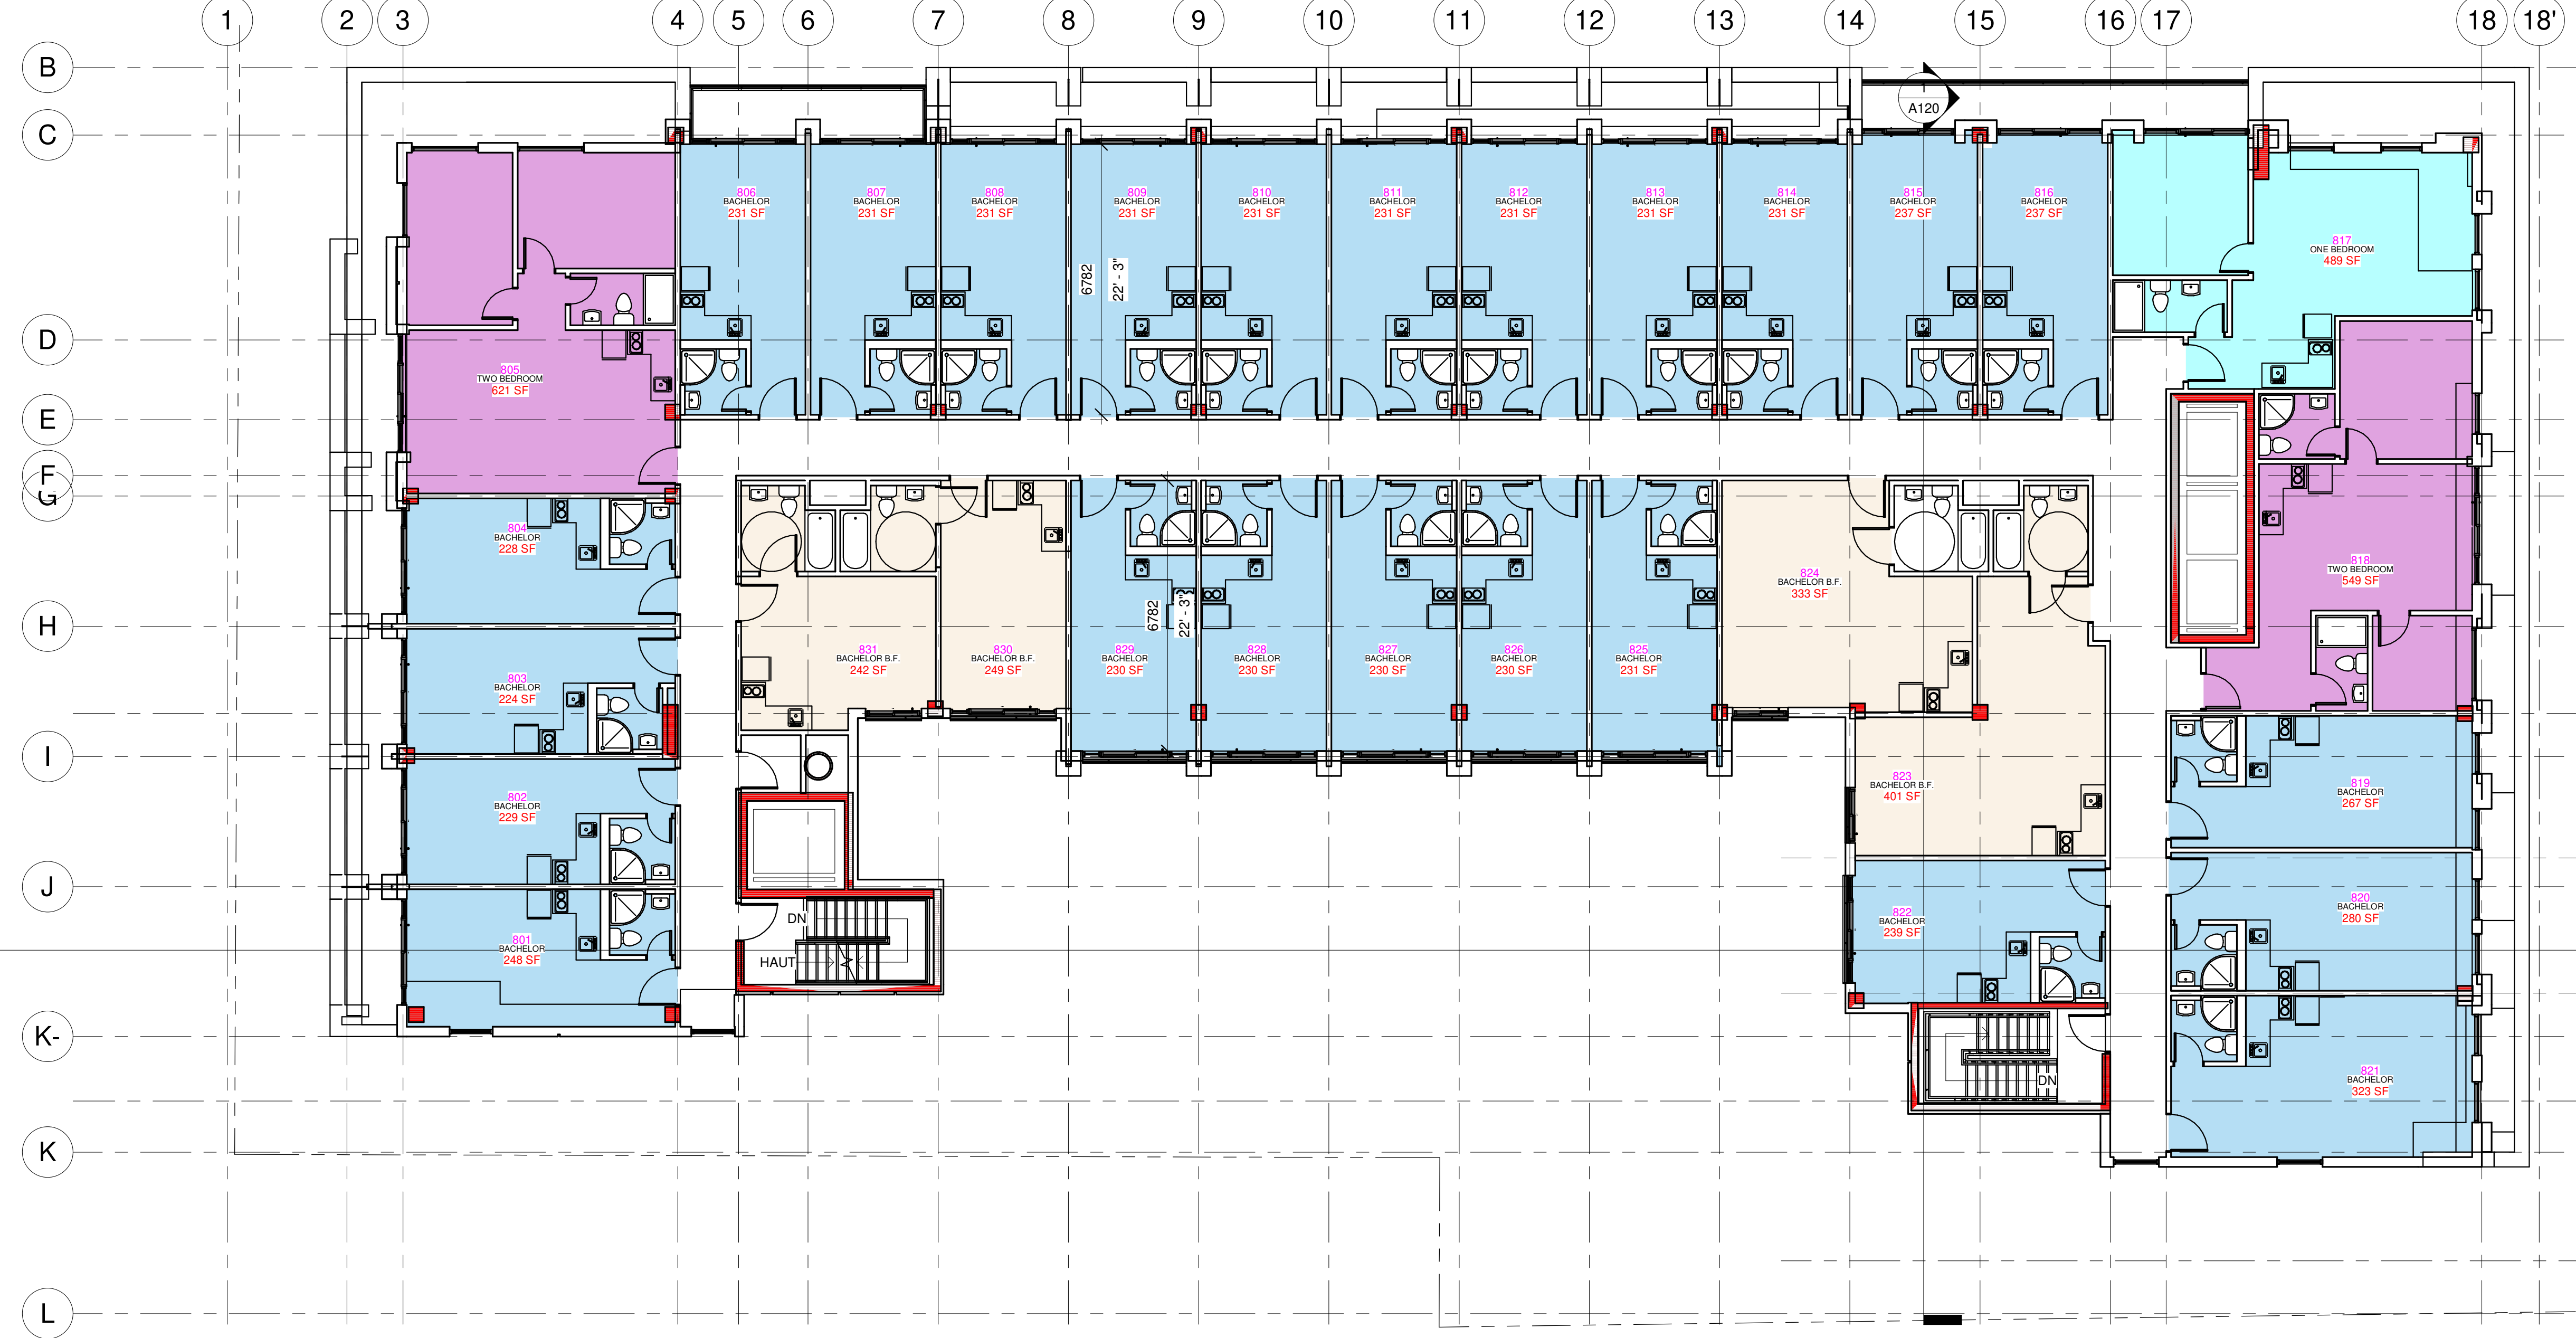 1 2 3 4 5 6 7 8 9 10 11 12 13 14 15 16 17 18 18'
B
1
A120
C
806
BACHELOR
231 SF
807
BACHELOR
231 SF
808
BACHELOR
231 SF
809
BACHELOR
231 SF
810
BACHELOR
231 SF
811
BACHELOR
231 SF
812
BACHELOR
231 SF
813
BACHELOR
231 SF
814
BACHELOR
231 SF
815
BACHELOR
237 SF
816
BACHELOR
237 SF
817
ONE BEDROOM
489 SF
6782
22' - 3"
D
805
TWO BEDROOM
621 SF
E
F
G
804
BACHELOR
228 SF
824
BACHELOR B.F.
333 SF
818
TWO BEDROOM
549 SF
6782
22' - 3"
H
803
BACHELOR
224 SF
831
BACHELOR B.F.
242 SF
830
BACHELOR B.F.
249 SF
829
BACHELOR
230 SF
828
BACHELOR
230 SF
827
BACHELOR
230 SF
826
BACHELOR
230 SF
825
BACHELOR
231 SF
I
802
BACHELOR
229 SF
823
BACHELOR B.F.
401 SF
819
BACHELOR
267 SF
J
801
BACHELOR
248 SF
DN
HAUT
822
BACHELOR
239 SF
820
BACHELOR
280 SF
K-
DN
821
BACHELOR
323 SF
K
L